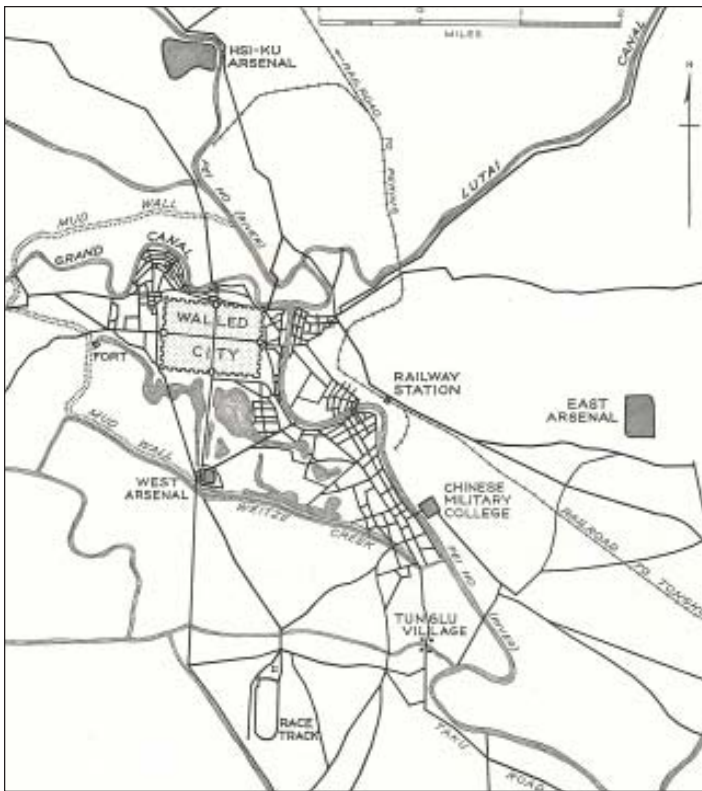 MILES
HSI-KU
ARSENAL
RAILROAD
TO PEKING
CANAL
LUTAI
N
PEI HO (RIVER)
MUD WALL
GRAND
CANAL
WALLED
CITY
FORT
RAILWAY
STATION
EAST
ARSENAL
MUD WALL
WEST
ARSENAL
CHINESE
MILITARY
COLLEGE
WEITZE
CREEK
RAILROAD TO TONGKU
PEI HO
(RIVER)
TUNGLU
VILLAGE
RACE
TRACK
TAKU
ROAD